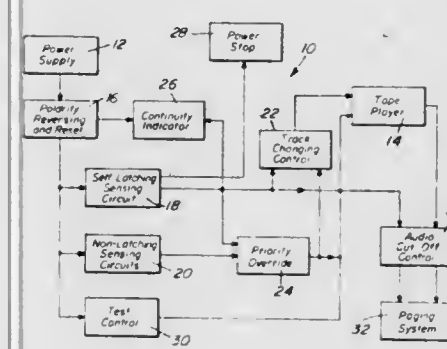 28
Power
Stop
10
Power
Supply
12
16
Polarity
Reversing
and Reset
26
Continuity
Indicator
22
Track
Changing
Control
Tape
Player
14
Self-Latching
Sensing
Circuit
18
Non-Latching
Sensing
Circuits
20
Priority
Override
24
Audio
Cut-Off
Control
Test
Control
30
32
Paging
System